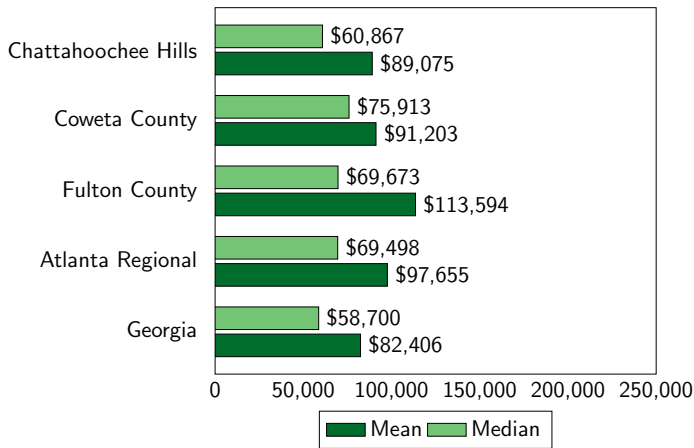 Chattahoochee Hills
$60,867
$89,075
Coweta County
$75,913
$91,203
Fulton County
$69,673
$113,594
Atlanta Regional
$69,498
$97,655
Georgia
$58,700
$82,406
0 50,000 100,000 150,000 200,000 250,000
Mean Median